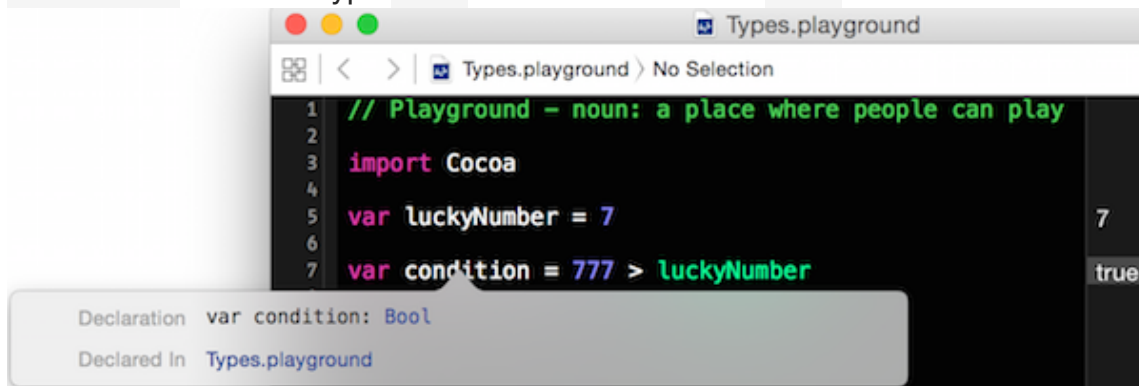 Types.playground
Types.playground 〉 No Selection
1 // Playground – noun: a place where people can play
2
3 import Cocoa
4
5 var luckyNumber = 7 7
6
7 var condition = 777 > luckyNumber true
Declaration var condition: Bool
Declared In Types.playground